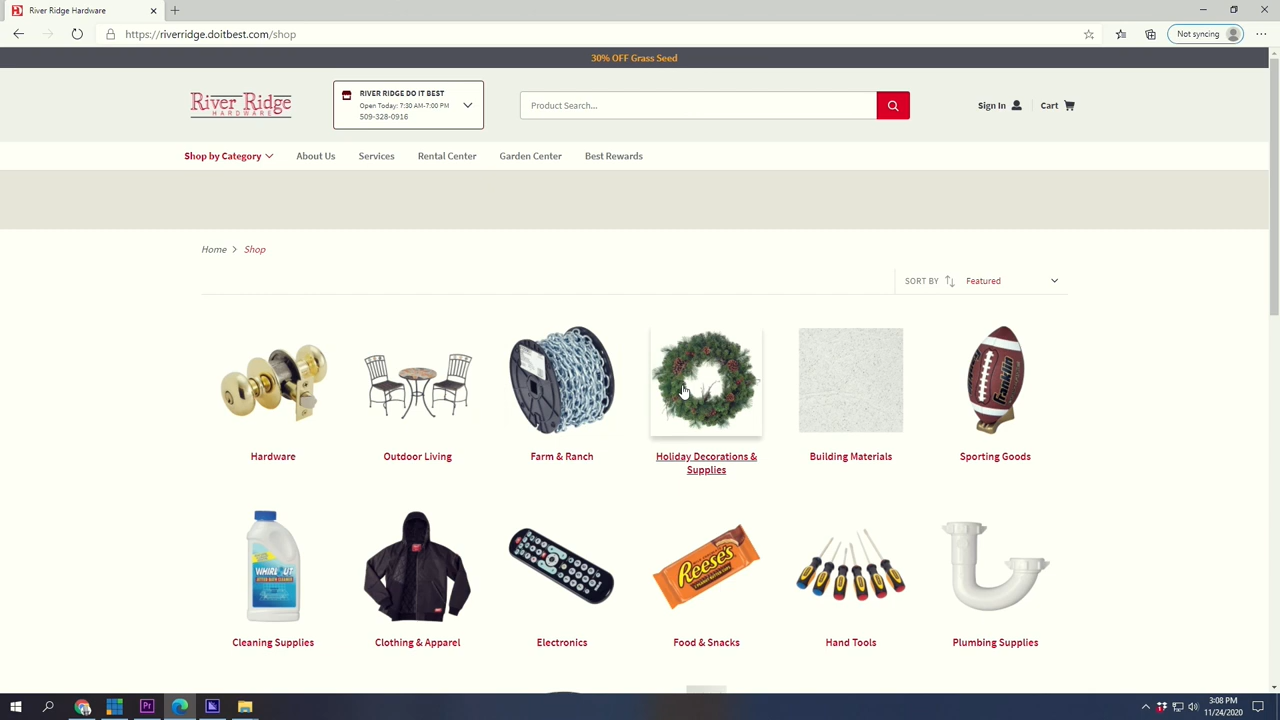 River Ridge Hardware
https://riverridge.doitbest.com/shop
Not syncing
30% OFF Grass Seed
River Ridge
HARDWARE
RIVER RIDGE DO IT BEST
Open Today: 7:30 AM-7:00 PM
509-328-0916
Product Search...
Sign In
Cart
Shop by Category
About Us
Services
Rental Center
Garden Center
Best Rewards
Home
Shop
SORT BY
Featured
Hardware
Outdoor Living
Farm & Ranch
Holiday Decorations &
Supplies
Building Materials
Sporting Goods
franklin
WHIRLOUT
Reese's
Cleaning Supplies
Clothing & Apparel
Electronics
Food & Snacks
Hand Tools
Plumbing Supplies
3:08 PM
11/24/2020